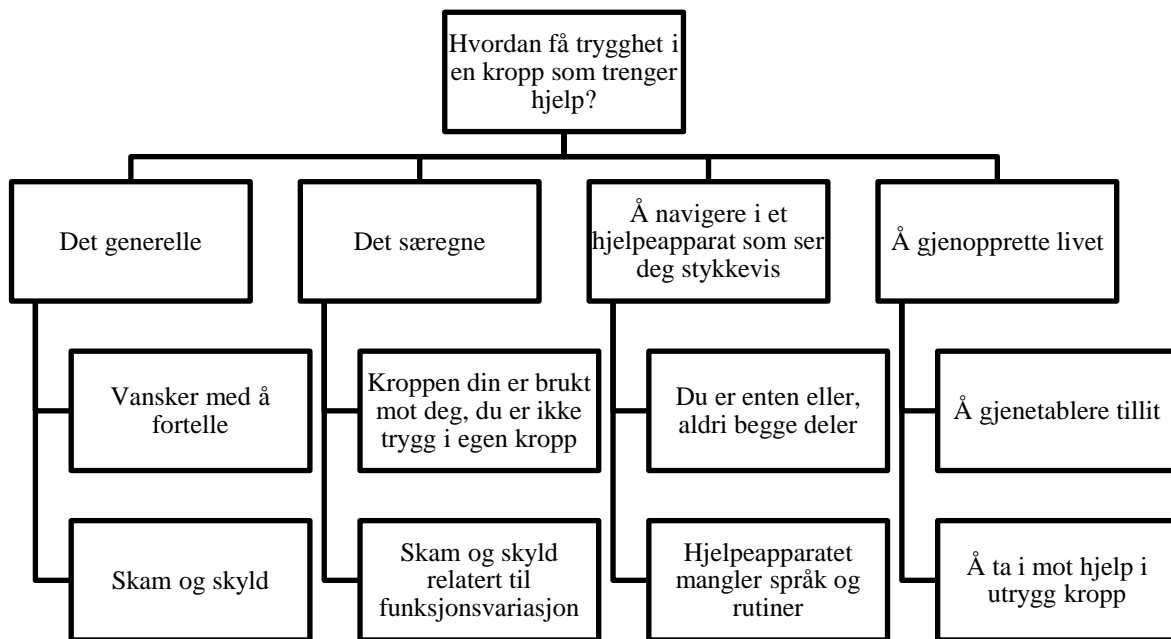 Hvordan få trygghet i
en kropp som trenger
hjelp?
Det generelle
Det særegne
Å navigere i et
hjelpeapparat som ser
deg stykkevis
Å gjenopprette livet
Vansker med å
fortelle
Kroppen din er brukt
mot deg, du er ikke
trygg i egen kropp
Du er enten eller,
aldri begge deler
Å gjenetablere tillit
Skam og skyld
Skam og skyld
relatert til
funksjonsvariasjon
Hjelpeapparatet
mangler språk og
rutiner
Å ta i mot hjelp i
utrygg kropp